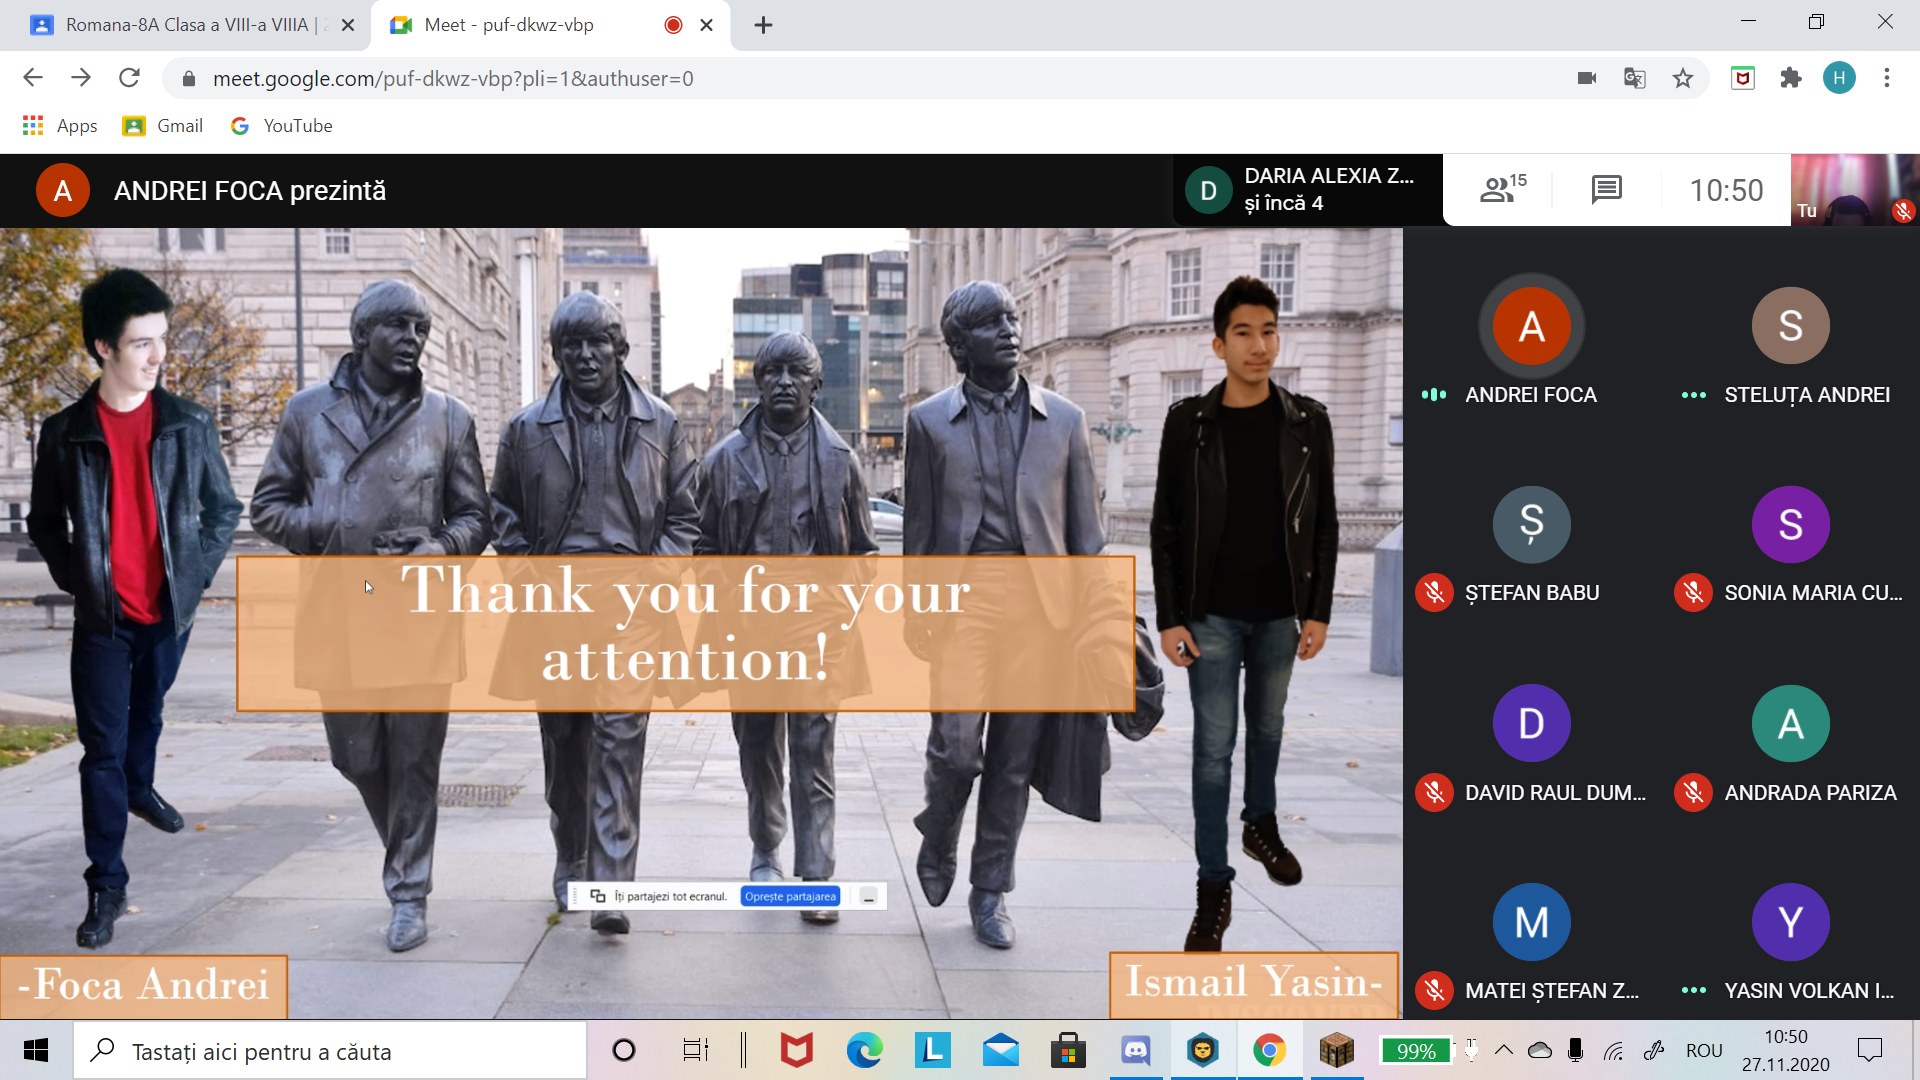 Romana-8A Clasa a VIII-a VIIIA |
Meet - puf-dkwz-vbp
meet.google.com/puf-dkwz-vbp?pli=1&authuser=0
H
Apps
Gmail
YouTube
A
ANDREI FOCA prezintă
D
DARIA ALEXIA Z...
și încă 4
15
10:50
Tu
Thank you for your
attention!
Îți partajezi tot ecranul.
Oprește partajarea
-Foca Andrei
Ismail Yasin-
A
ANDREI FOCA
S
STELUȚA ANDREI
Ș
ȘTEFAN BABU
S
SONIA MARIA CU...
D
DAVID RAUL DUM...
A
ANDRADA PARIZA
M
MATEI ȘTEFAN Z...
Y
YASIN VOLKAN I...
Tastați aici pentru a căuta
L
99%
ROU
10:50
27.11.2020